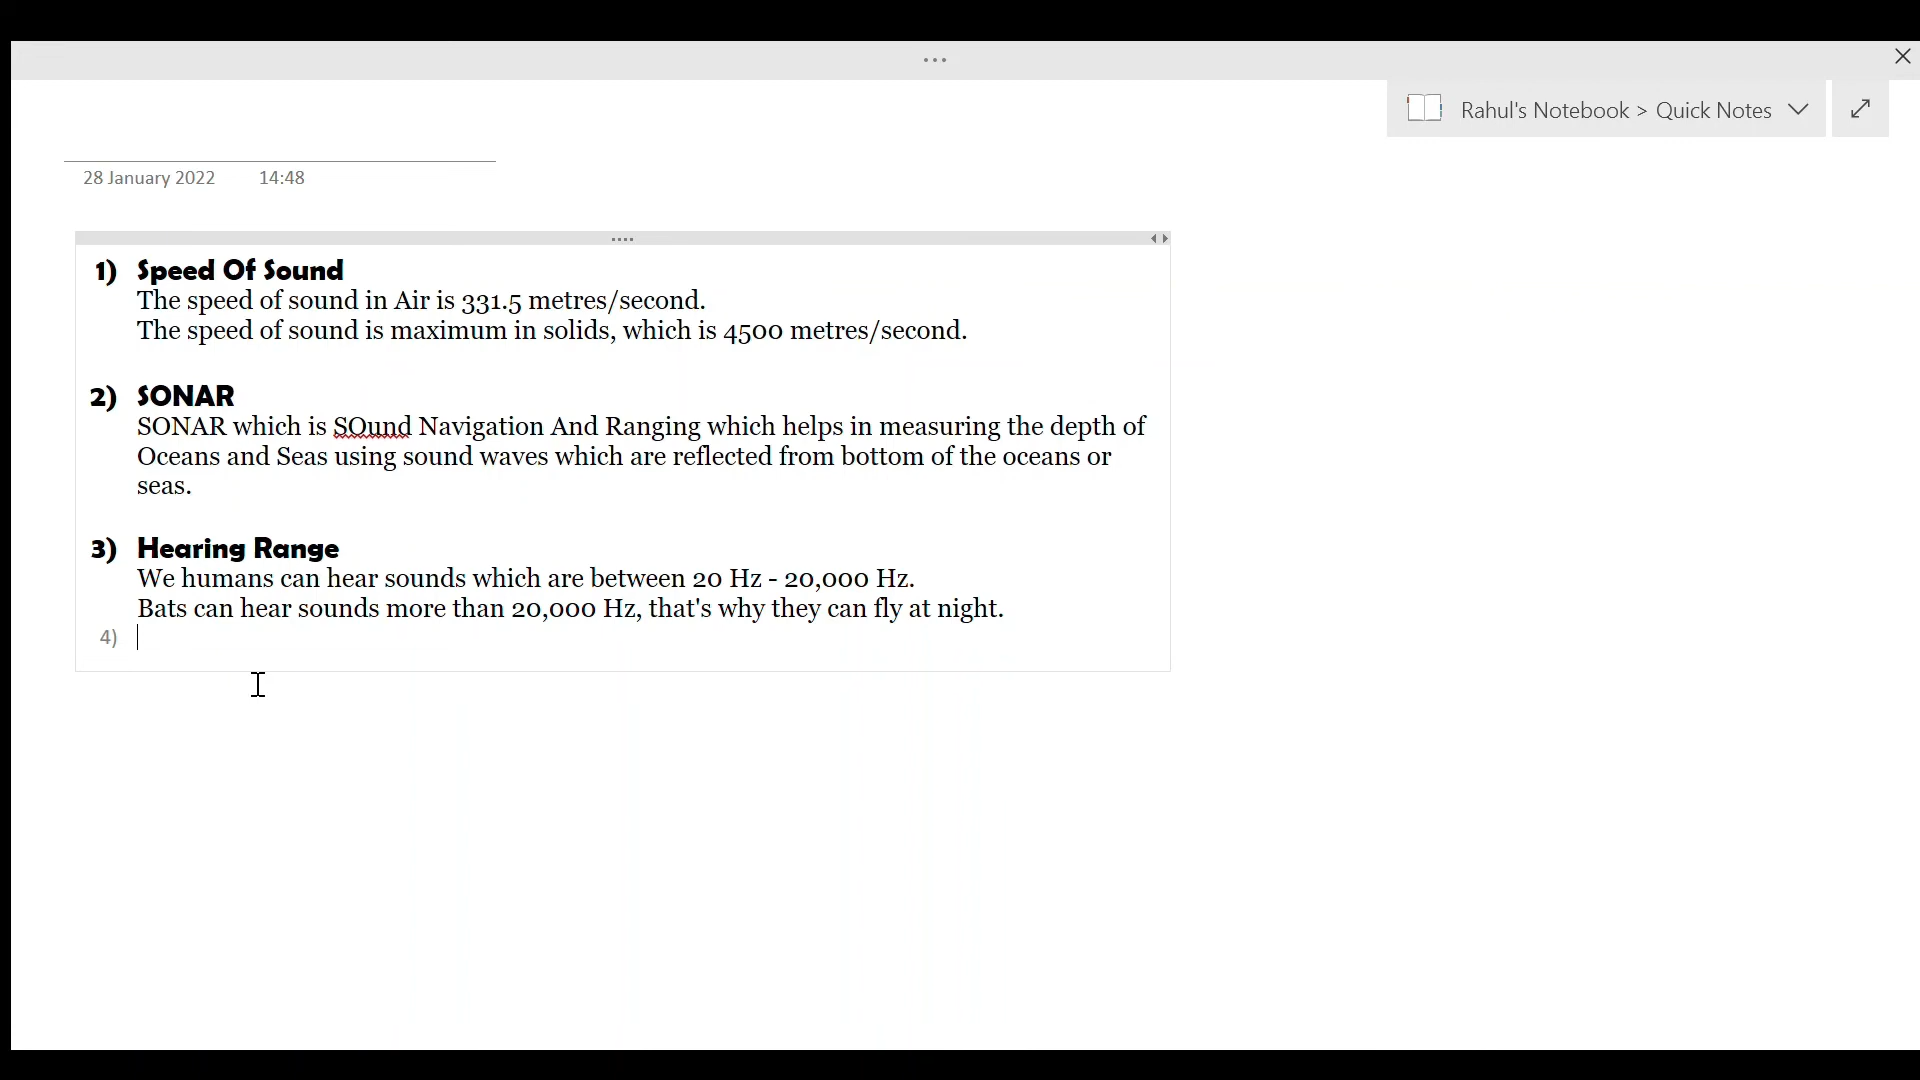 Rahul's Notebook > Quick Notes
28 January 2022 14:48
1) Speed Of Sound
The speed of sound in Air is 331.5 metres/second.
The speed of sound is maximum in solids, which is 4500 metres/second.
2) SONAR
SONAR which is SOund Navigation And Ranging which helps in measuring the depth of
Oceans and Seas using sound waves which are reflected from bottom of the oceans or
seas.
3) Hearing Range
We humans can hear sounds which are between 20 Hz - 20,000 Hz.
Bats can hear sounds more than 20,000 Hz, that's why they can fly at night.
4)